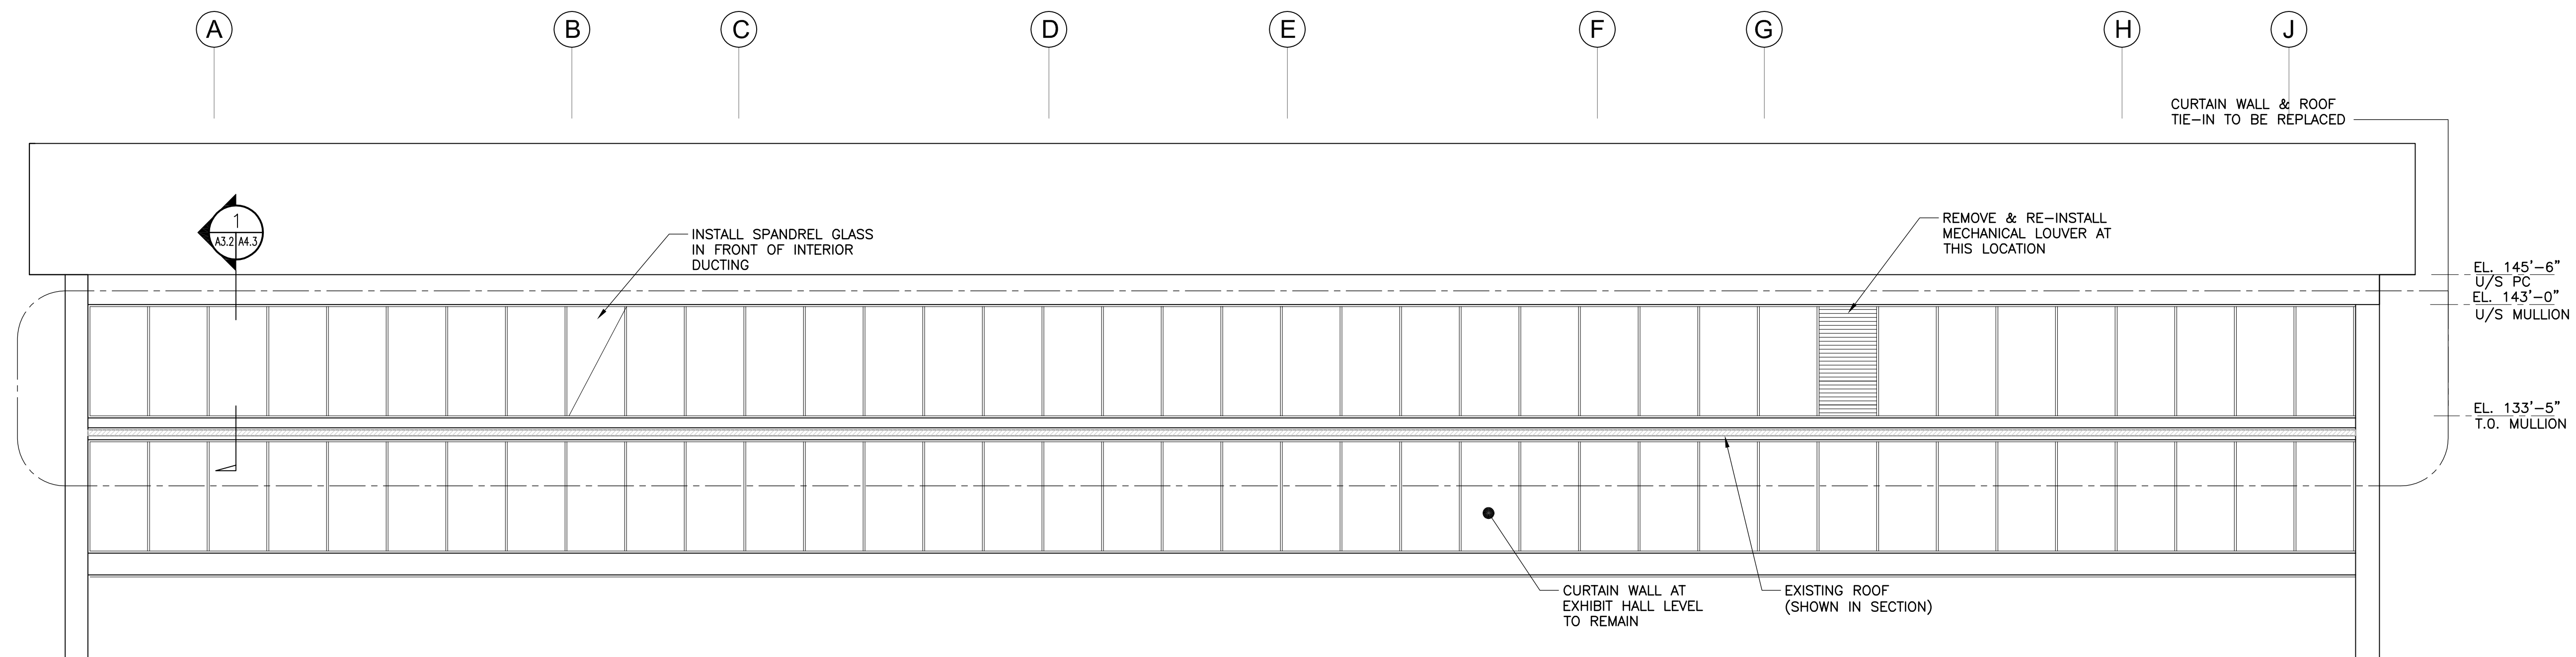 A
B
C
D
E
F
G
H
J
CURTAIN WALL & ROOF
TIE-IN TO BE REPLACED
1
A3.2 A4.3
INSTALL SPANDREL GLASS
IN FRONT OF INTERIOR
DUCTING
REMOVE & RE-INSTALL
MECHANICAL LOUVER AT
THIS LOCATION
EL. 145'-6"
U/S PC
EL. 143'-0"
U/S MULLION
EL. 133'-5"
T.O. MULLION
CURTAIN WALL AT
EXHIBIT HALL LEVEL
TO REMAIN
EXISTING ROOF
(SHOWN IN SECTION)